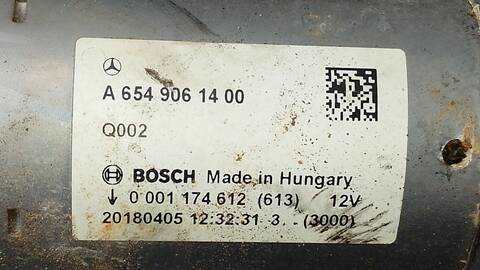 A 654 906 14 00
Q002
BOSCH Made in Hungary
↓ 0 001 174 612 (613) 12V
20180405 12:32:31 3 (3000)